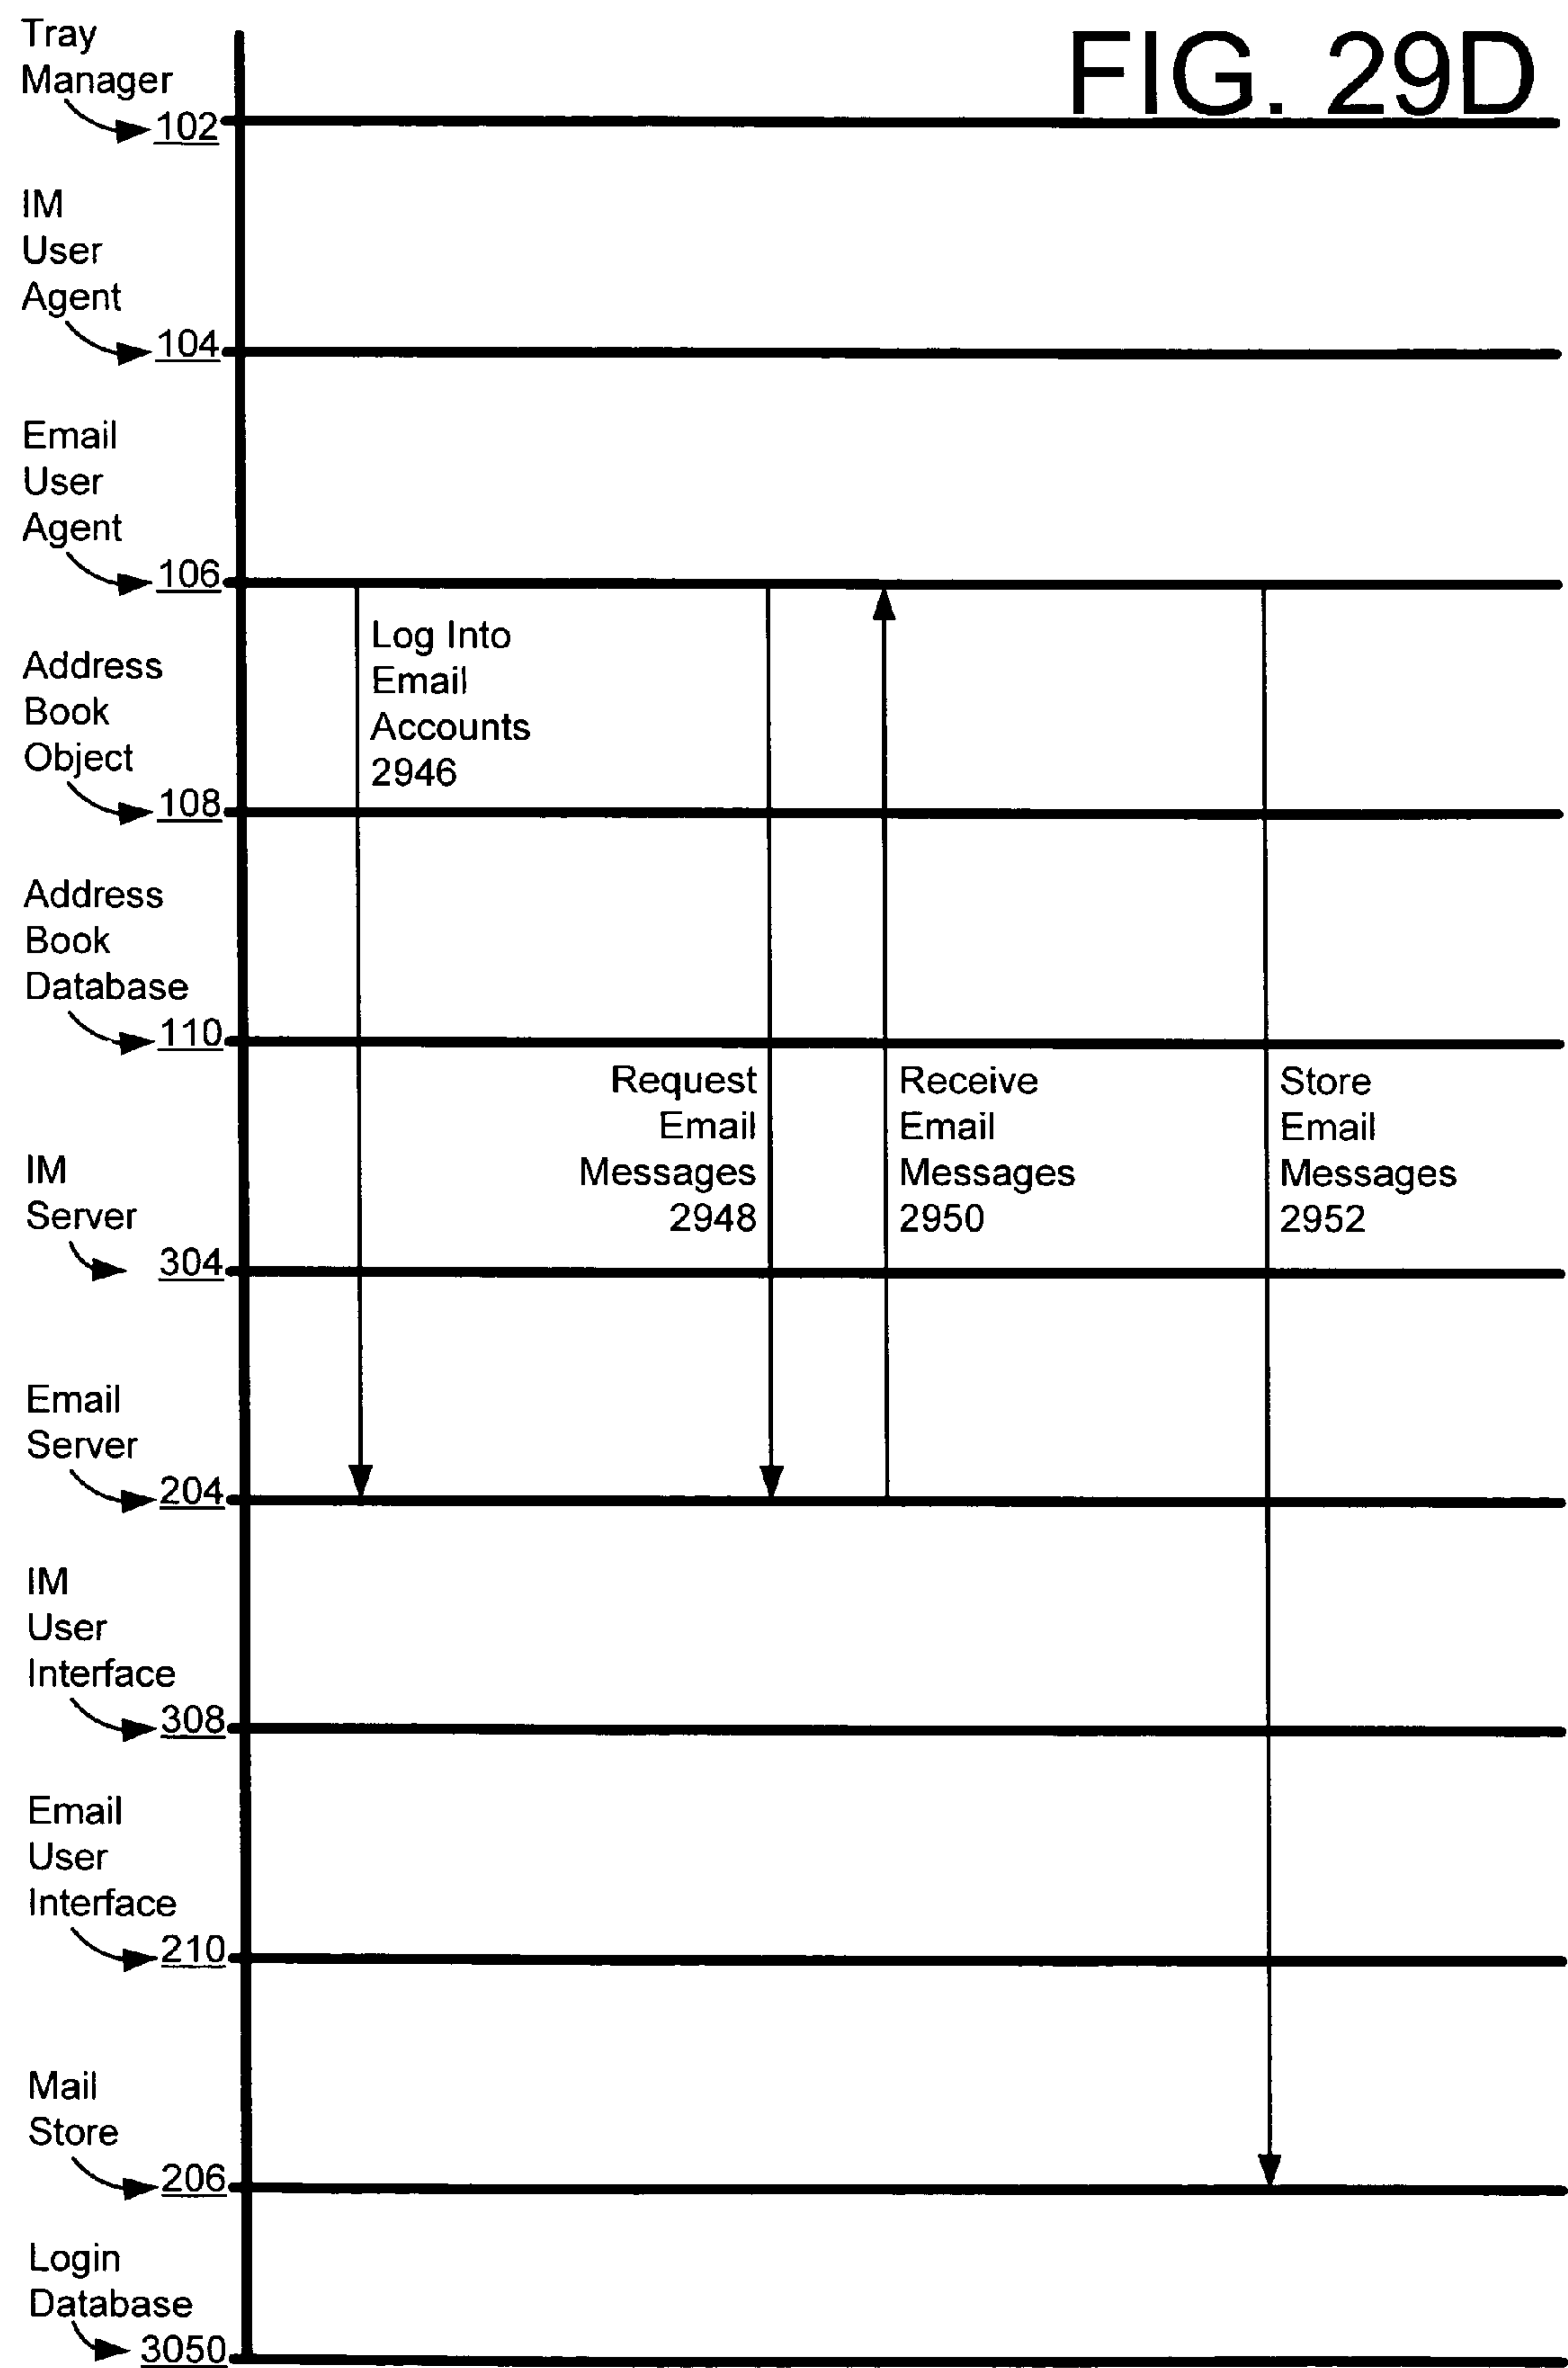 FIG. 29D
Tray
Manager
102
IM
User
Agent
104
Email
User
Agent
106
Log Into
Email
Accounts
2946
Address
Book
Object
108
Address
Book
Database
110
Request
Email
Messages
2948
Receive
Email
Messages
2950
Store
Email
Messages
2952
IM
Server
304
Email
Server
204
IM
User
Interface
308
Email
User
Interface
210
Mail
Store
206
Login
Database
3050